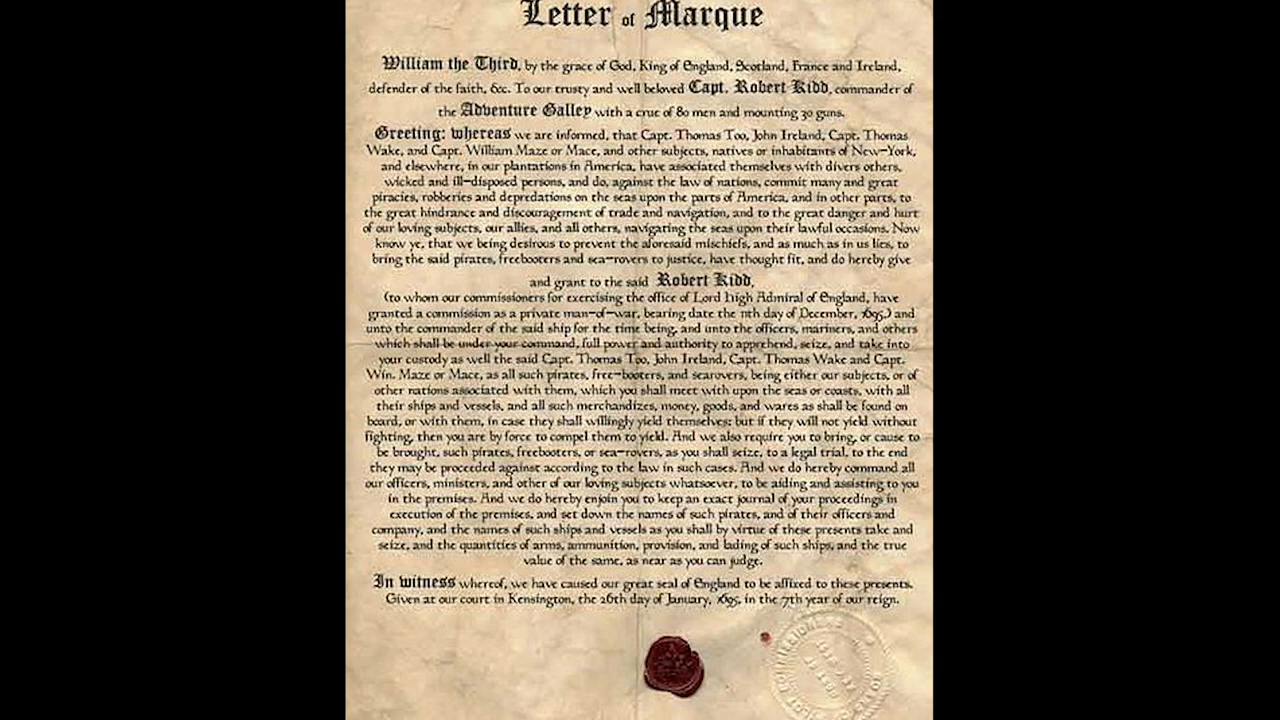 Letter of Marque
William the Third, by the grace of God, King of England, Scotland, France and Ireland,
defender of the faith, &c. To our trusty and well beloved Capt. Robert Kidd, commander of
the Adventure Galley with a crue of 80 men and mounting 30 guns.
Greeting: whereas we are informed, that Capt. Thomas Too, John Ireland, Capt. Thomas
Wake, and Capt. William Maze or Mace, and other subjects, natives or inhabitants of New-York,
and elsewhere, in our plantations in America, have associated themselves with divers others,
wicked and ill-disposed persons, and do, against the law of nations, commit many and great
piracies, robberies and depredations on the seas upon the parts of America, and in other parts, to
the great hindrance and discouragement of trade and navigation, and to the great danger and hurt
of our loving subjects, our allies, and all others, navigating the seas upon their lawful occasions. Now
know ye, that we being desirous to prevent the aforesaid mischiefs, and as much as in us lies, to
bring the said pirates, freebooters and sea-rovers to justice, have thought fit, and do hereby give
and grant to the said Robert Kidd,
(to whom our commissioners for exercising the office of Lord High Admiral of England, have
granted a commission as a private man-of-war, bearing date the 11th day of December, 1695,) and
unto the commander of the said ship for the time being, and unto the officers, mariners, and others
which shall be under your command, full power and authority to apprehend, seize, and take into
your custody as well the said Capt. Thomas Too, John Ireland, Capt. Thomas Wake and Capt.
Win. Maze or Mace, as all such pirates, free-booters, and searovers, being either our subjects, or of
other nations associated with them, which you shall meet with upon the seas or coasts, with all
their ships and vessels, and all such merchandizes, money, goods, and wares as shall be found on
board, or with them, in case they shall willingly yield themselves; but if they will not yield without
fighting, then you are by force to compel them to yield. And we also require you to bring, or cause to
be brought, such pirates, freebooters, or sea-rovers, as you shall seize, to a legal trial, to the end
they may be proceeded against according to the law in such cases. And we do hereby command all
our officers, ministers, and other of our loving subjects whatsoever, to be aiding and assisting to you
in the premises. And we do hereby enjoin you to keep an exact journal of your proceedings in
execution of the premises, and set down the names of such pirates, and of their officers and
company, and the names of such ships and vessels as you shall by virtue of these presents take and
seize, and the quantities of arms, ammunition, provision, and lading of such ships, and the true
value of the same, as near as you can judge.
In witness whereof, we have caused our great seal of England to be affixed to these presents.
Given at our court in Kensington, the 26th day of January, 1695, in the 7th year of our reign.